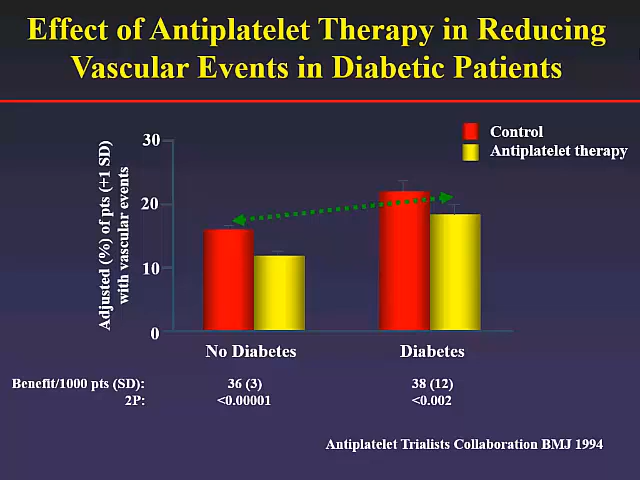 Effect of Antiplatelet Therapy in Reducing
Vascular Events in Diabetic Patients
Control
Antiplatelet therapy
Adjusted (%) of pts (+1 SD)
with vascular events
30
20
10
0
No Diabetes
Diabetes
Benefit/1000 pts (SD): 36 (3) 38 (12)
2P: <0.00001 <0.002
Antiplatelet Trialists Collaboration BMJ 1994